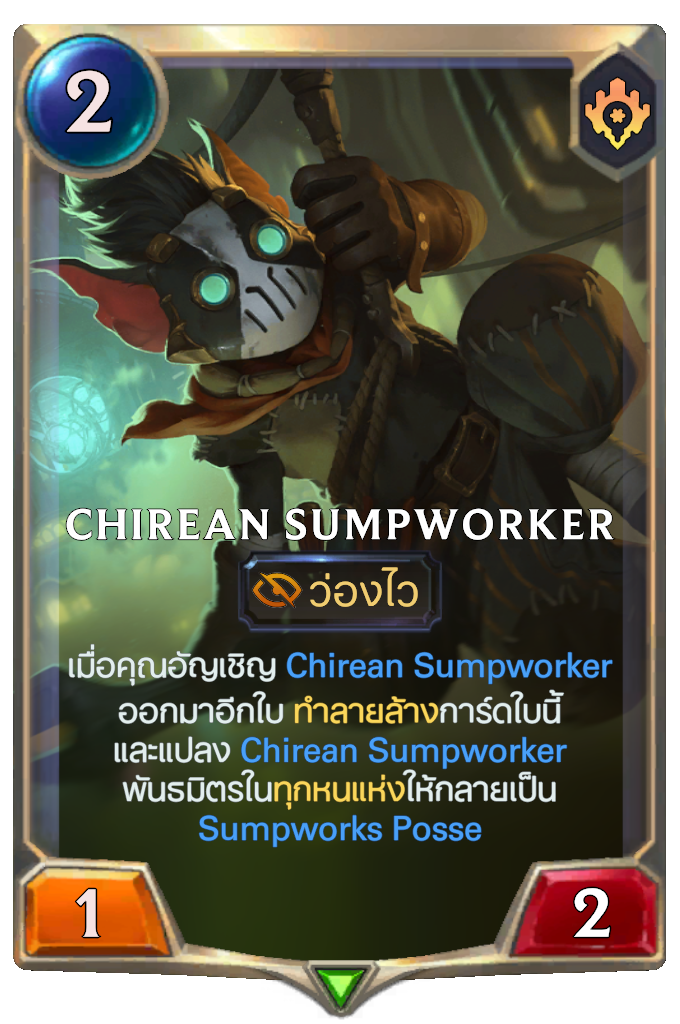 2
CHIREAN SUMPWORKER
ว่องไว
เมื่อคุณอัญเชิญ Chirean Sumpworker
ออกมาอีกใบ ทำลายล้างการ์ดใบนี้
และแปลง Chirean Sumpworker
พันธมิตรในทุกหนแห่งให้กลายเป็น
Sumpworks Posse
1
2